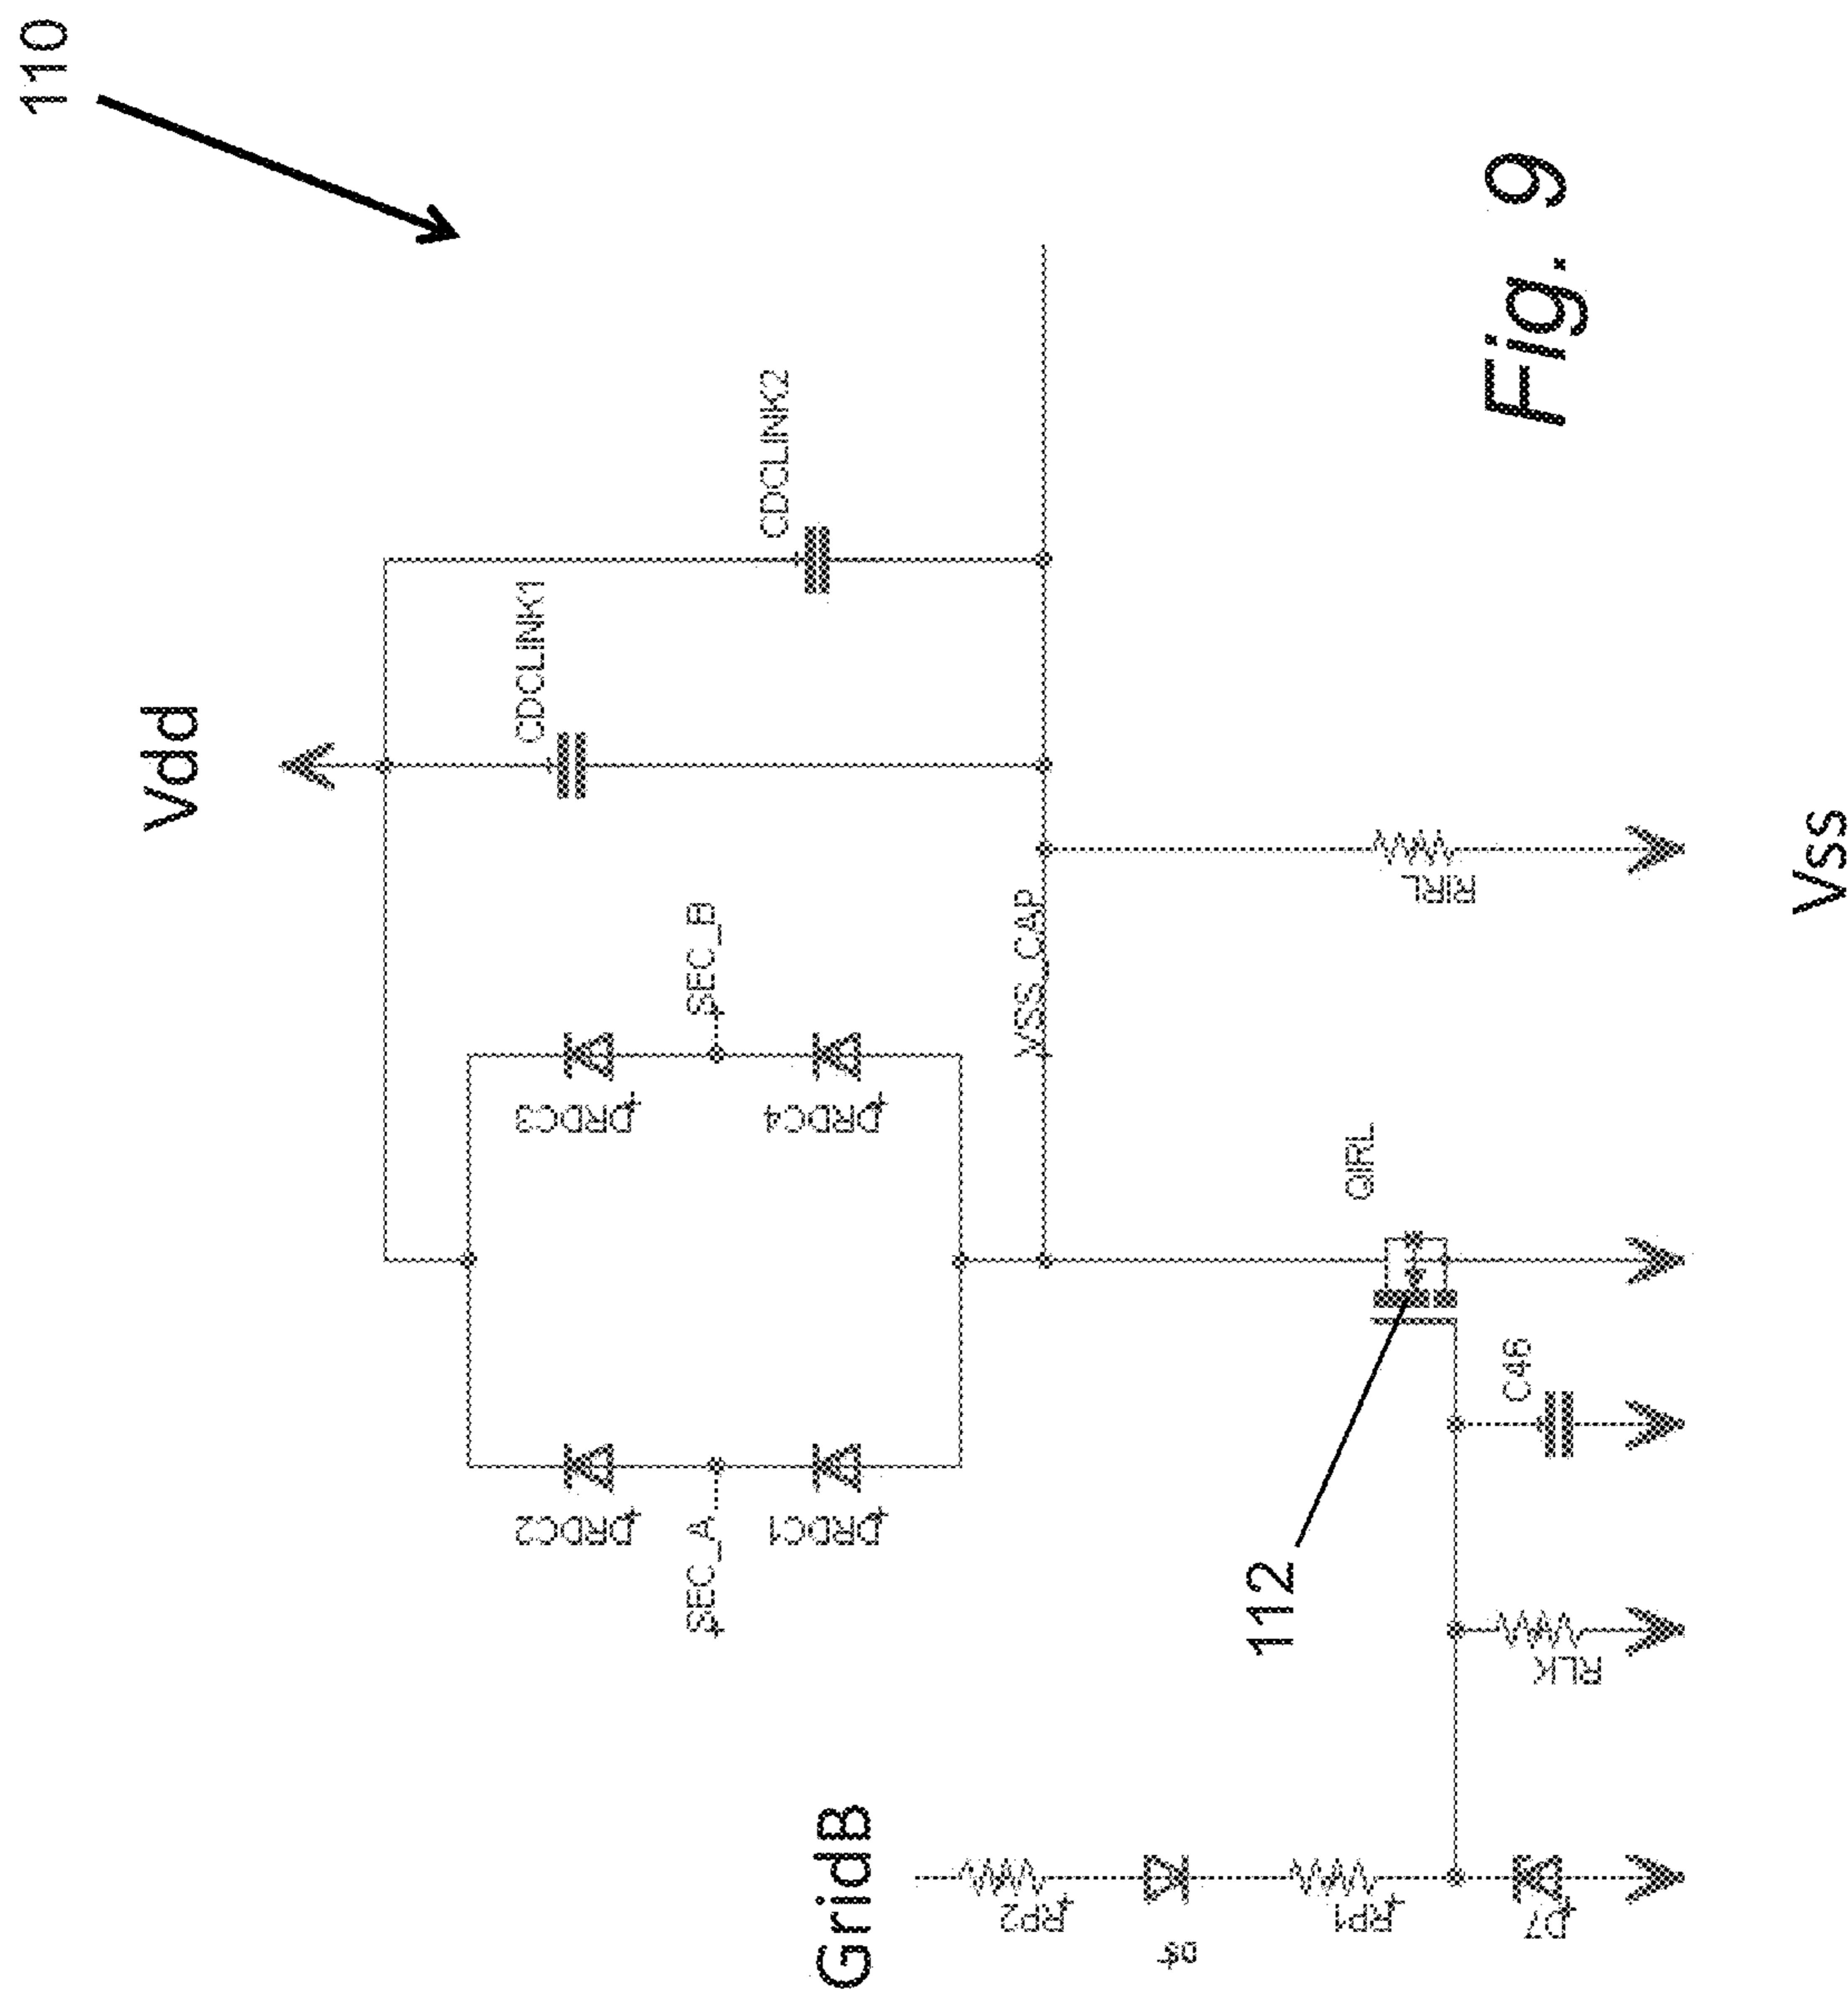 110
Vdd
CDCLINK1
CDCLINK2
DRDC2
DRDC3
SEC_A
SEC_B
DRDC1
DRDC4
VSS_CAP
GridB
RP2
RP1
D7
RLK
C46
112
QIRL
RIRL
Vss
Fig. 9